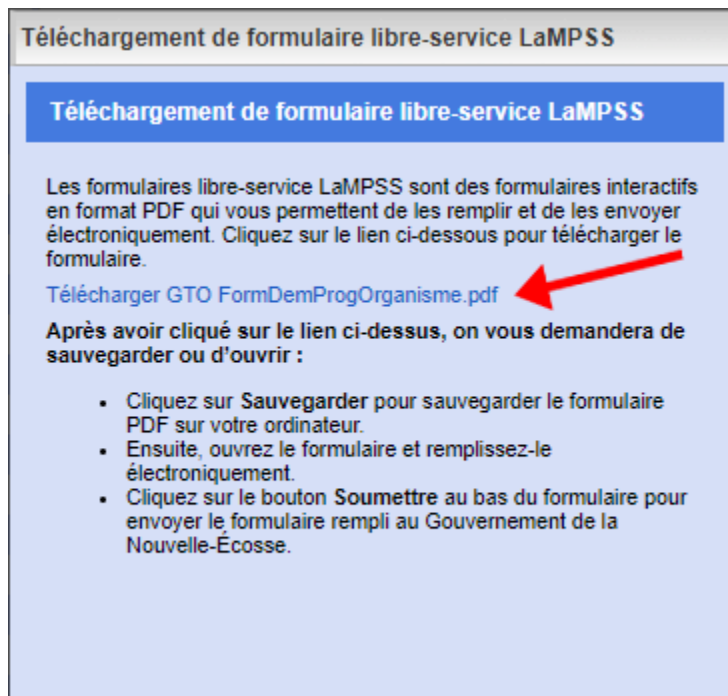 Téléchargement de formulaire libre-service LaMPSS
Téléchargement de formulaire libre-service LaMPSS
Les formulaires libre-service LaMPSS sont des formulaires interactifs
en format PDF qui vous permettent de les remplir et de les envoyer
électroniquement. Cliquez sur le lien ci-dessous pour télécharger le
formulaire.
Télécharger GTO FormDemProgOrganisme.pdf
Après avoir cliqué sur le lien ci-dessus, on vous demandera de
sauvegarder ou d'ouvrir :
• Cliquez sur Sauvegarder pour sauvegarder le formulaire
PDF sur votre ordinateur.
• Ensuite, ouvrez le formulaire et remplissez-le
électroniquement.
• Cliquez sur le bouton Soumettre au bas du formulaire pour
envoyer le formulaire rempli au Gouvernement de la
Nouvelle-Écosse.